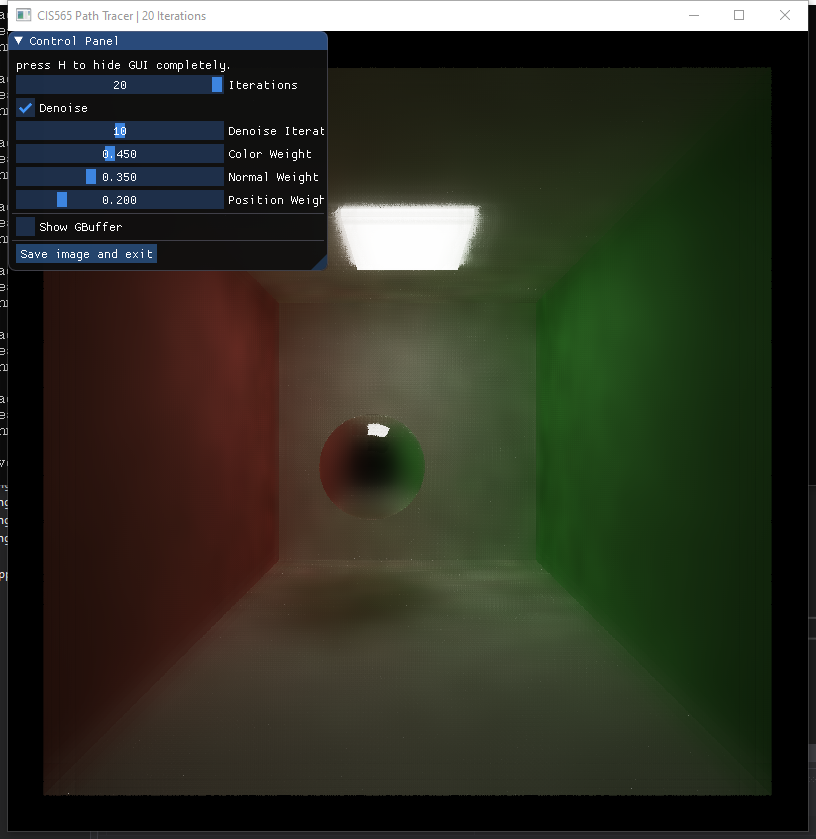 CIS565 Path Tracer | 20 Iterations
Control Panel
press H to hide GUI completely.
20 Iterations
Denoise
10 Denoise Iterat
0.450 Color Weight
0.350 Normal Weight
0.200 Position Weigh
Show GBuffer
Save image and exit